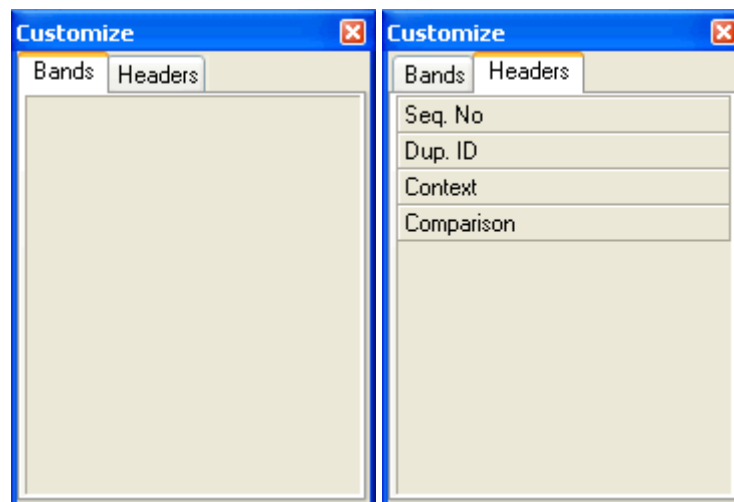 Customize
Bands Headers
Customize
Bands Headers
Seq. No
Dup. ID
Context
Comparison